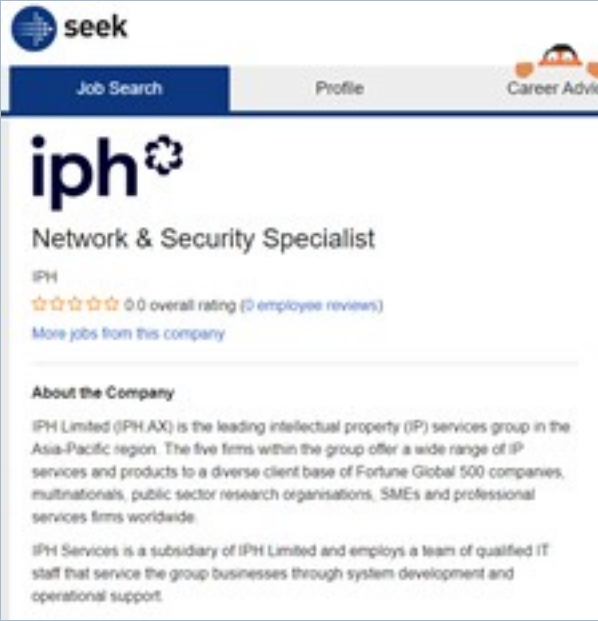 seek
Job Search
Profile
Career Advic
iph
Network & Security Specialist
IPH
0.0 overall rating (0 employee reviews)
More jobs from this company
About the Company
IPH Limited (IPH.AX) is the leading intellectual property (IP) services group in the
Asia-Pacific region. The five firms within the group offer a wide range of IP
services and products to a diverse client base of Fortune Global 500 companies,
multinationals, public sector research organisations, SMEs and professional
services firms worldwide.
IPH Services is a subsidiary of IPH Limited and employs a team of qualified IT
staff that service the group businesses through system development and
operational support.